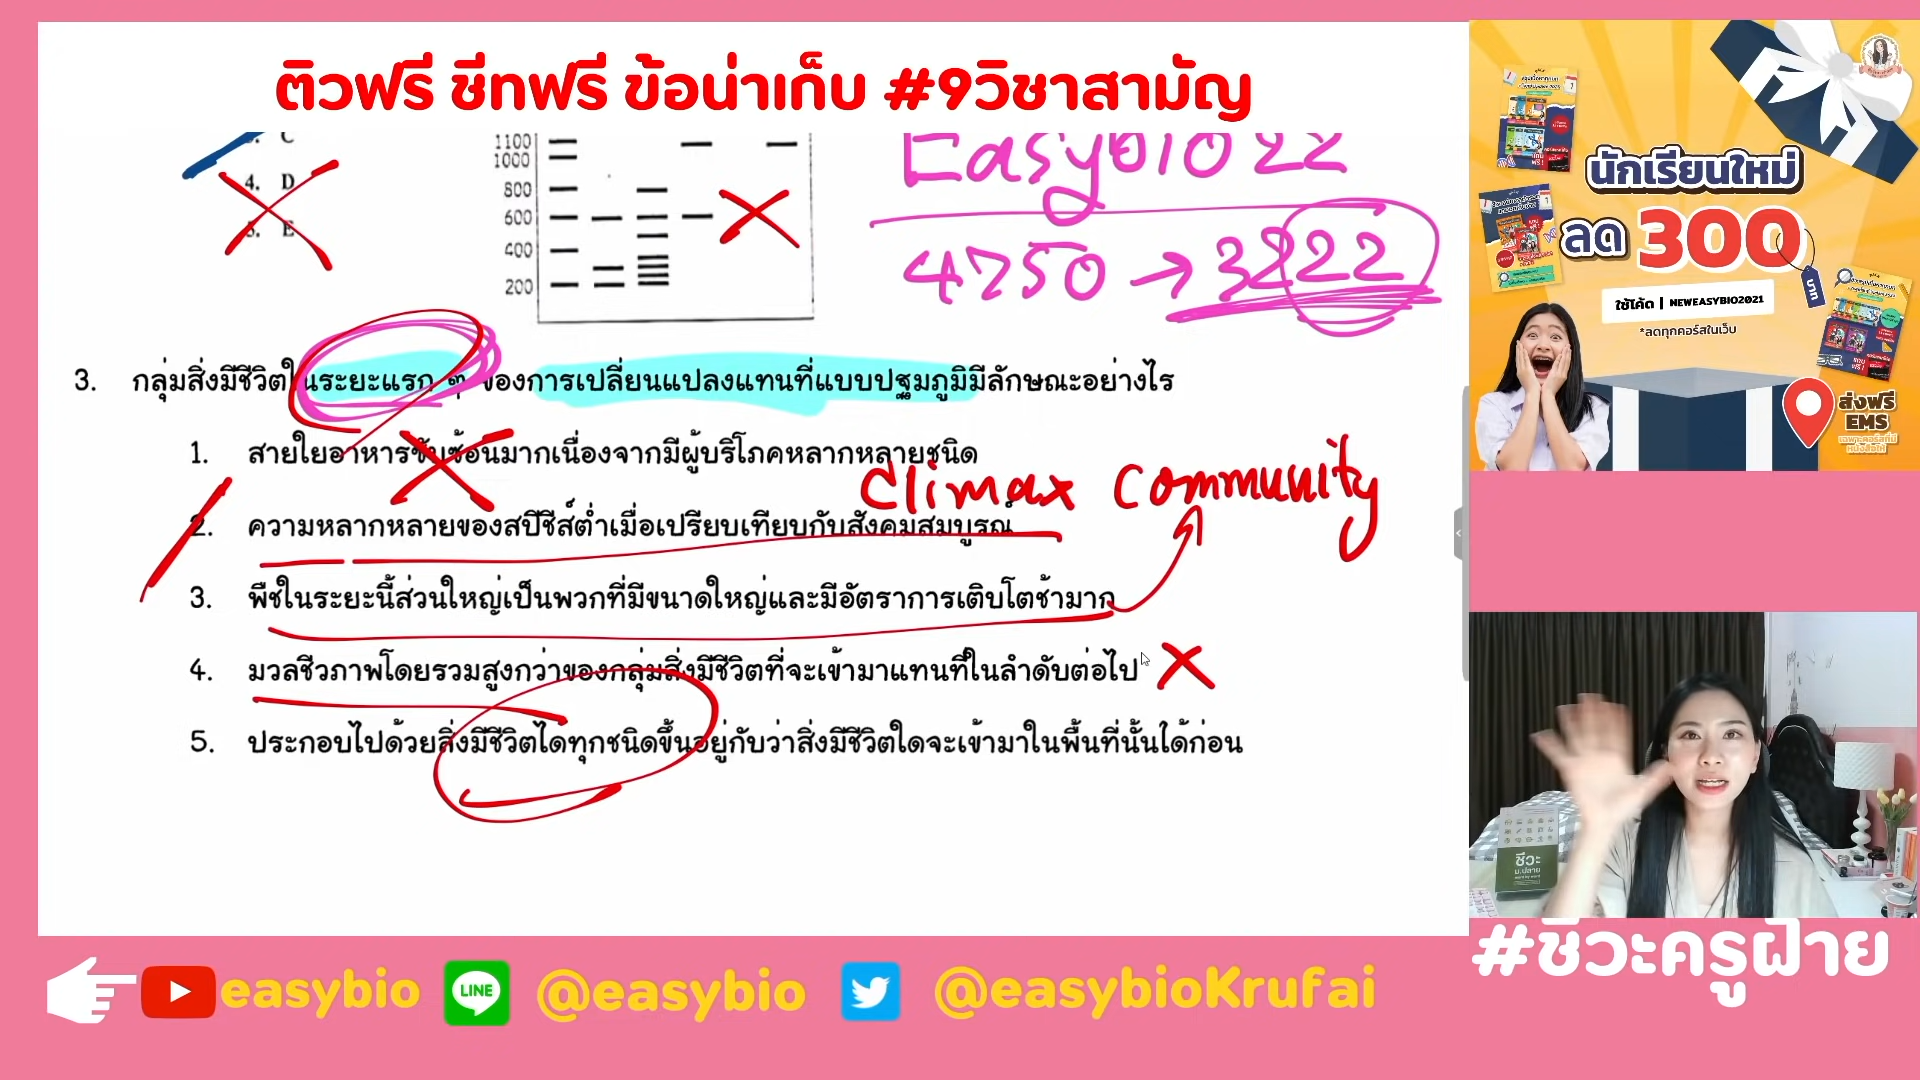 ติวฟรี ชีทฟรี ข้อน่าเก็บ #9วิชาสามัญ
C
4. D
5. E
1100
1000
800
600
400
200
Easybio22
4750 → 3222
3. กลุ่มสิ่งมีชีวิตในระยะแรก ๆ ของการเปลี่ยนแปลงแทนที่แบบปฐมภูมิมีลักษณะอย่างไร
1. สายใยอาหารซับซ้อนมากเนื่องจากมีผู้บริโภคหลากหลายชนิด
climax community
2. ความหลากหลายของสปีชีส์ต่ำเมื่อเปรียบเทียบกับสังคมสมบูรณ์
3. พืชในระยะนี้ส่วนใหญ่เป็นพวกที่มีขนาดใหญ่และมีอัตราการเติบโตช้ามาก
4. มวลชีวภาพโดยรวมสูงกว่าของกลุ่มสิ่งมีชีวิตที่จะเข้ามาแทนที่ในลำดับต่อไป
5. ประกอบไปด้วยสิ่งมีชีวิตได้ทุกชนิดขึ้นอยู่กับว่าสิ่งมีชีวิตใดจะเข้ามาในพื้นที่นั้นได้ก่อน
นักเรียนใหม่
ลด 300
บาท
ใช้โค้ด | NEWEASYBIO2021
*ลดทุกคอร์สในเว็บ
ส่งฟรี
EMS
ชีวะ
ม.ปลาย
#ชีวะครูฝ้าย
easybio
LINE
@easybio
@easybioKrufai